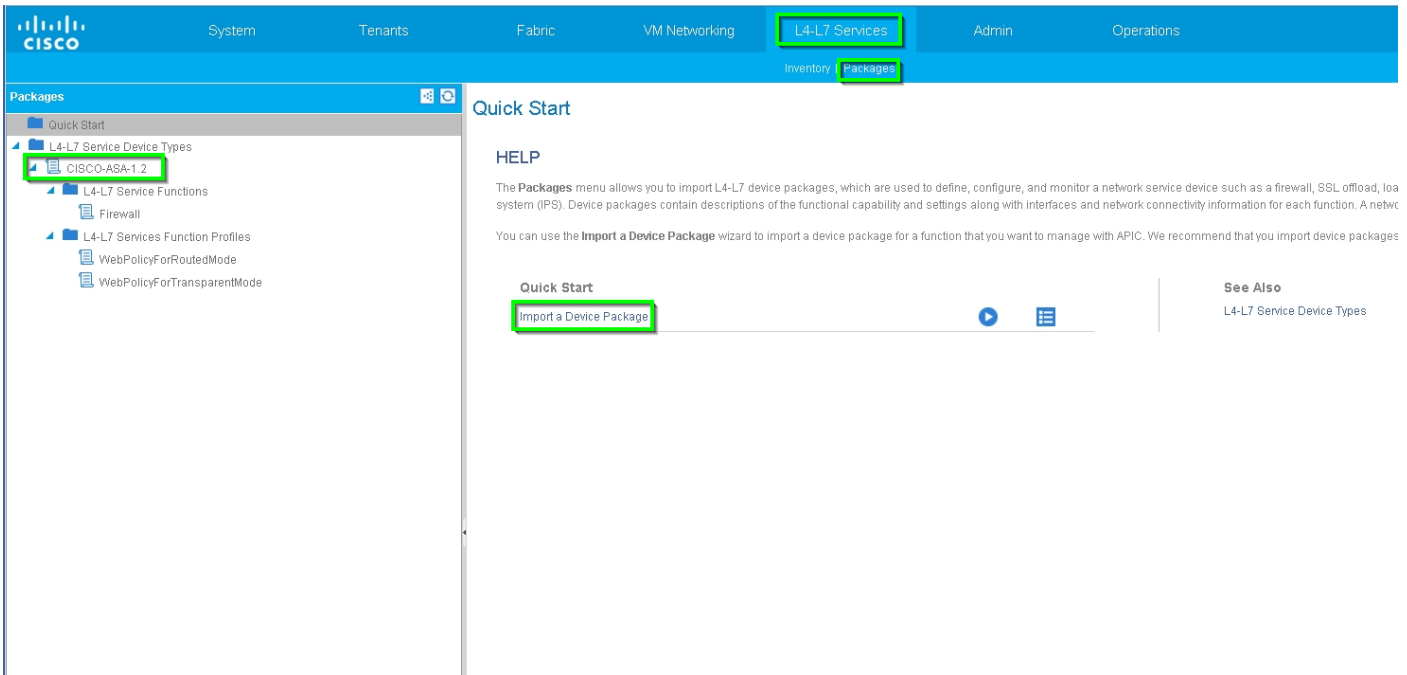 CISCO
System Tenants Fabric VM Networking L4-L7 Services Admin Operations
Inventory | Packages
Packages
Quick Start
L4-L7 Service Device Types
CISCO-ASA-1.2
L4-L7 Service Functions
Firewall
L4-L7 Services Function Profiles
WebPolicyForRoutedMode
WebPolicyForTransparentMode
Quick Start
HELP
The Packages menu allows you to import L4-L7 device packages, which are used to define, configure, and monitor a network service device such as a firewall, SSL offload,
system (IPS). Device packages contain descriptions of the functional capability and settings along with interfaces and network connectivity information for each function. A
You can use the Import a Device Package wizard to import a device package for a function that you want to manage with APIC. We recommend that you import device packages
Quick Start
Import a Device Package
See Also
L4-L7 Service Device Types